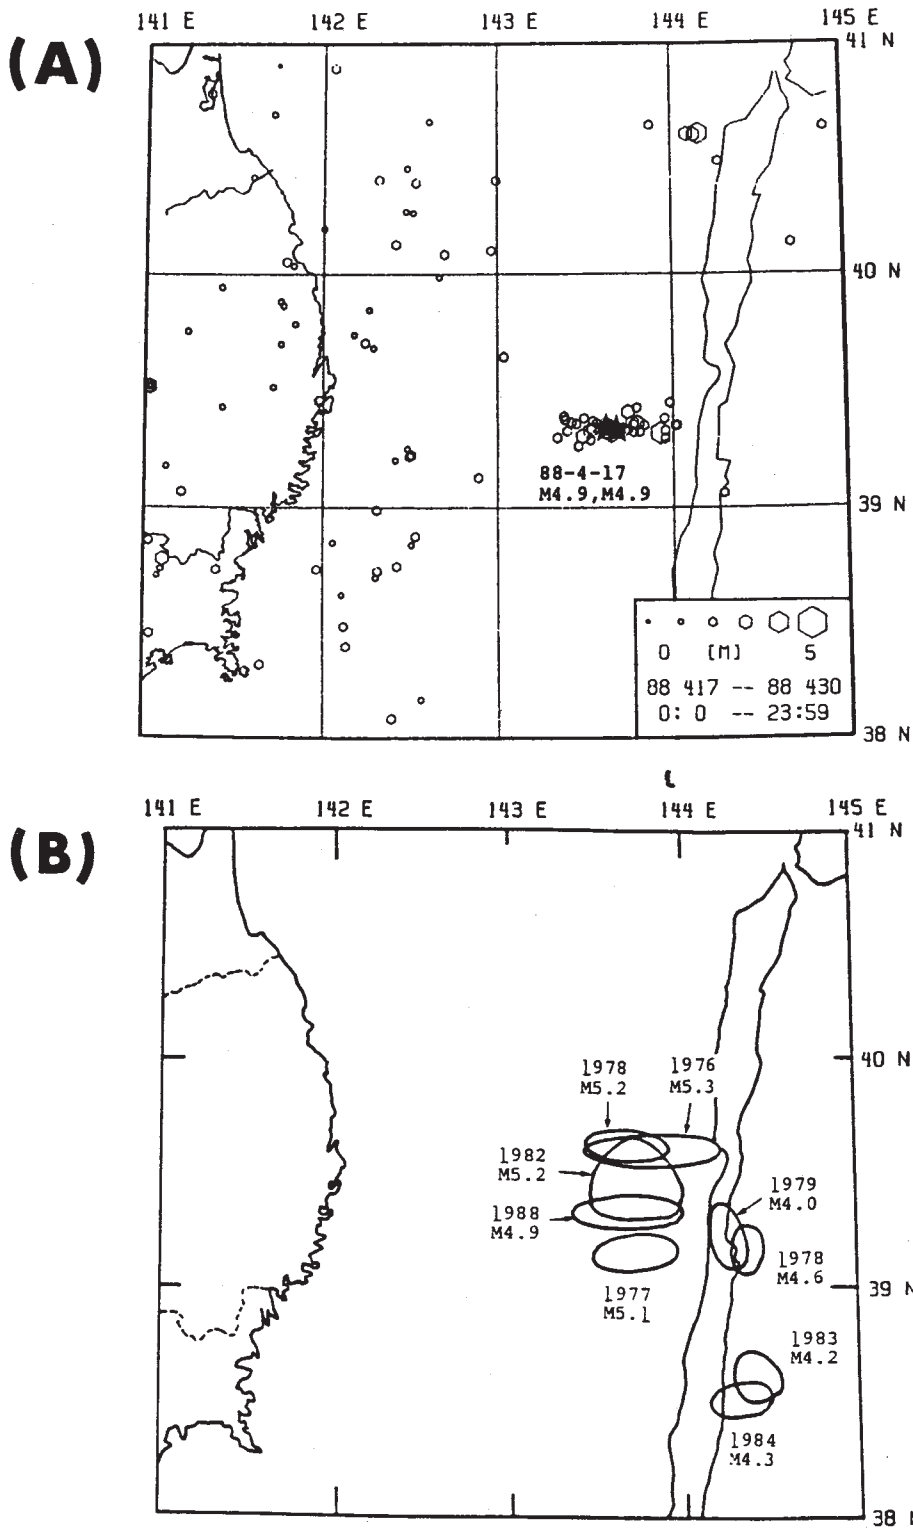 141 E 142 E 143 E 144 E 145 E
(A)
41 N
40 N
88-4-17
M4.9,M4.9
39 N
0 [M] 5
88 417 -- 88 430
0: 0 -- 23:59
38 N
141 E 142 E 143 E 144 E 145 E
(B)
41 N
40 N
1978
M5.2
1976
M5.3
1982
M5.2
1979
M4.0
1988
M4.9
1978
M4.6
39 N
1977
M5.1
1983
M4.2
1984
M4.3
38